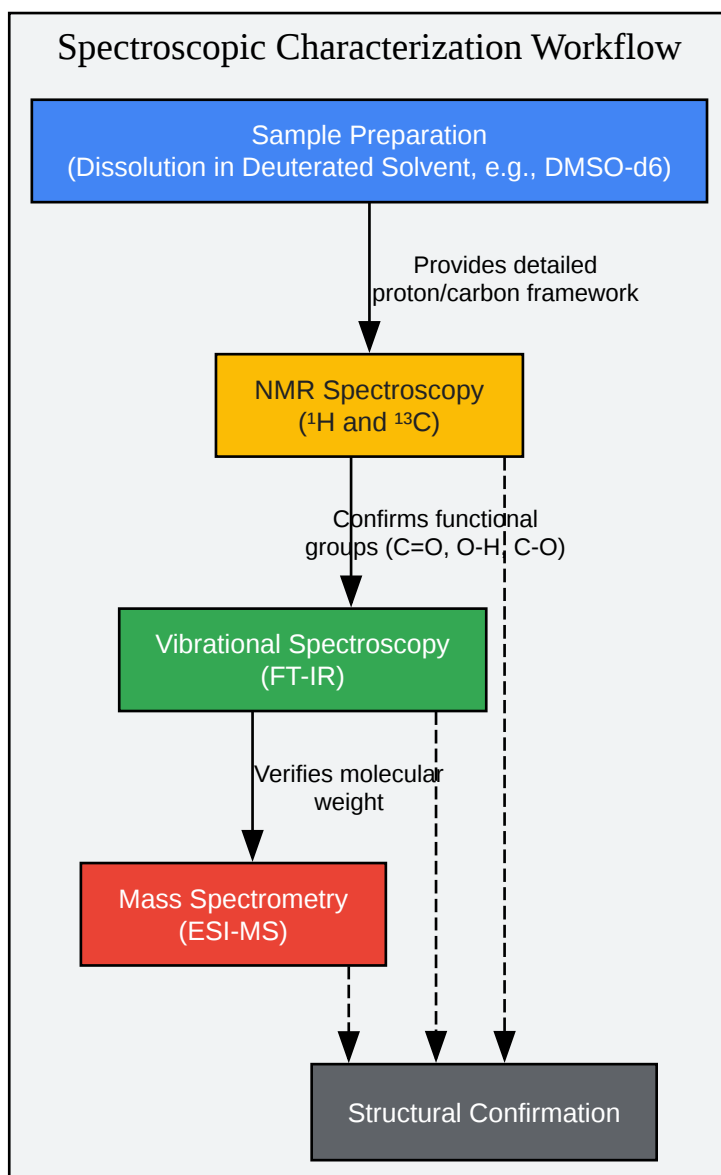 Spectroscopic Characterization Workflow
Sample Preparation
(Dissolution in Deuterated Solvent, e.g., DMSO-d6)
Provides detailed
proton/carbon framework
NMR Spectroscopy
(¹H and ¹³C)
Confirms functional
groups (C=O, O-H, C-O)
Vibrational Spectroscopy
(FT-IR)
Verifies molecular
weight
Mass Spectrometry
(ESI-MS)
Structural Confirmation